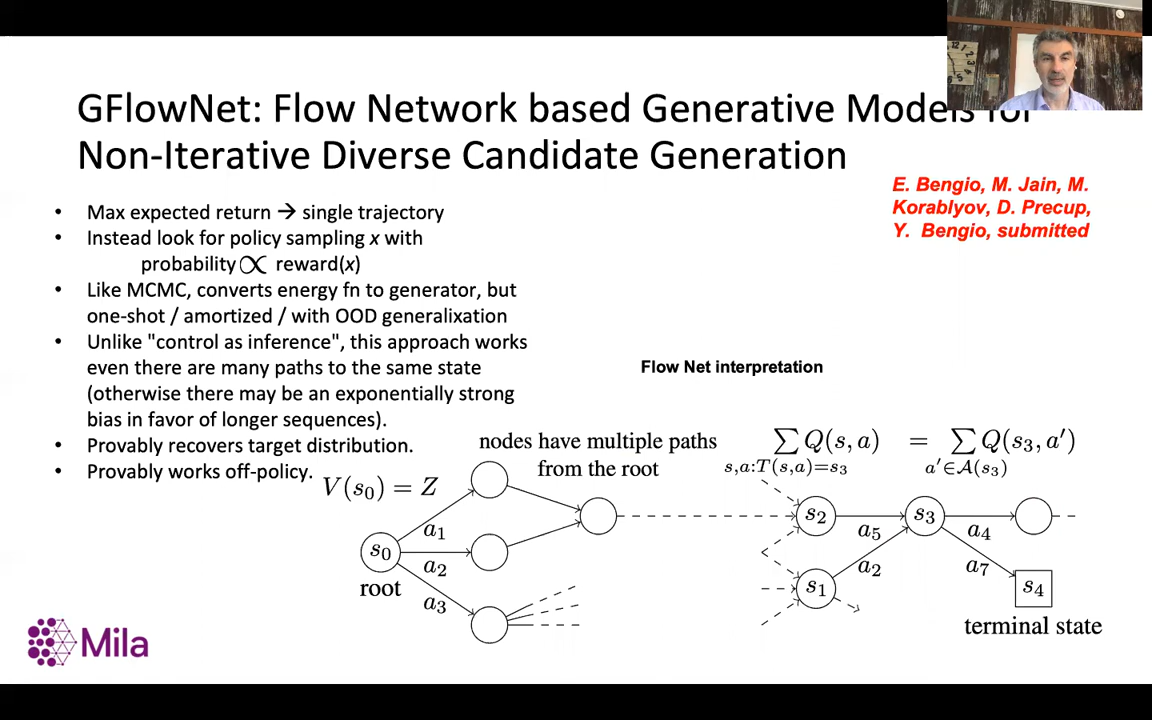 GFlowNet: Flow Network based Generative Models for
Non-Iterative Diverse Candidate Generation
E. Bengio, M. Jain, M.
Korablyov, D. Precup,
Y. Bengio, submitted
• Max expected return → single trajectory
• Instead look for policy sampling x with
probability ∝ reward(x)
• Like MCMC, converts energy fn to generator, but
one-shot / amortized / with OOD generalixation
• Unlike "control as inference", this approach works
even there are many paths to the same state
(otherwise there may be an exponentially strong
bias in favor of longer sequences).
• Provably recovers target distribution.
• Provably works off-policy.
Flow Net interpretation
nodes have multiple paths
from the root
∑ Q(s, a) = ∑ Q(s₃, a′)
s,a:T(s,a)=s₃ a′∈A(s₃)
V(s₀) = Z
s₀
root
a₁
a₂
a₃
s₂
s₁
a₅
a₂
s₃
a₄
a₇
s₄
terminal state
Mila